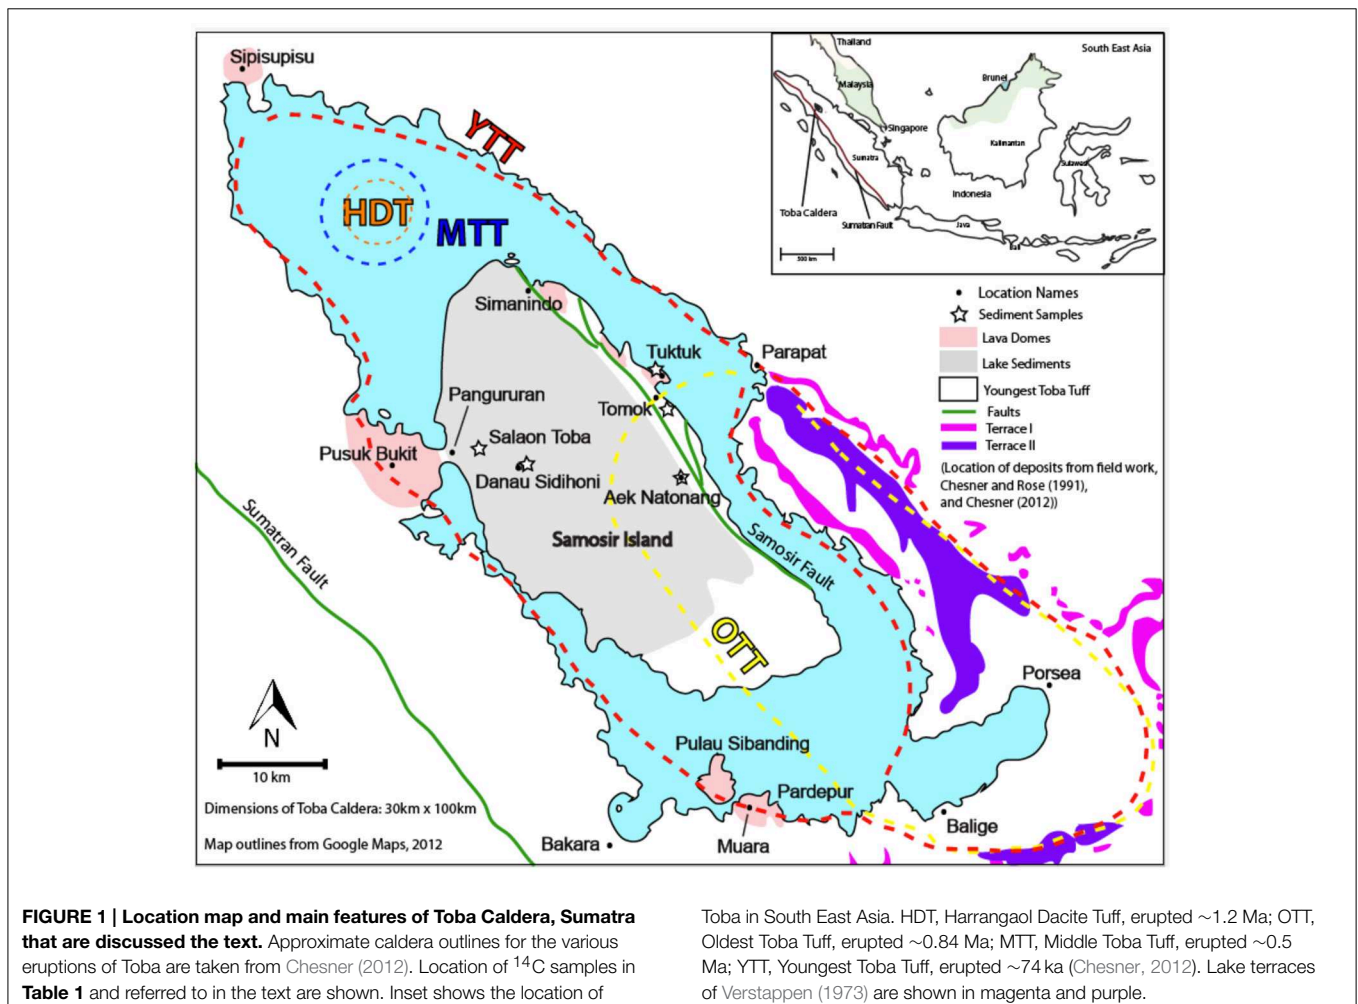 Sipisupisu
YTT
HDT
MTT
Thailand
South East Asia
Malaysia
Brunei
Singapore
Kalimantan
Sumatra
Sulawesi
Indonesia
Toba Caldera
Sumatran Fault
Java
Bali
500 km
Location Names
Sediment Samples
Lava Domes
Lake Sediments
Youngest Toba Tuff
Faults
Terrace I
Terrace II
(Location of deposits from field work,
Chesner and Rose (1991),
and Chesner (2012))
Simanindo
Tuktuk
Parapat
Pangururan
Tomok
Salaon Toba
Pusuk Bukit
Danau Sidihoni
Aek Natonang
Sumatran Fault
Samosir Island
Samosir Fault
OTT
Porsea
N
10 km
Pulau Sibanding
Pardepur
Dimensions of Toba Caldera: 30km x 100km
Balige
Map outlines from Google Maps, 2012
Bakara
Muara
FIGURE 1 | Location map and main features of Toba Caldera, Sumatra
that are discussed the text. Approximate caldera outlines for the various
eruptions of Toba are taken from Chesner (2012). Location of 14C samples in
Table 1 and referred to in the text are shown. Inset shows the location of
Toba in South East Asia. HDT, Harrangaol Dacite Tuff, erupted ∼1.2 Ma; OTT,
Oldest Toba Tuff, erupted ∼0.84 Ma; MTT, Middle Toba Tuff, erupted ∼0.5
Ma; YTT, Youngest Toba Tuff, erupted ∼74 ka (Chesner, 2012). Lake terraces
of Verstappen (1973) are shown in magenta and purple.